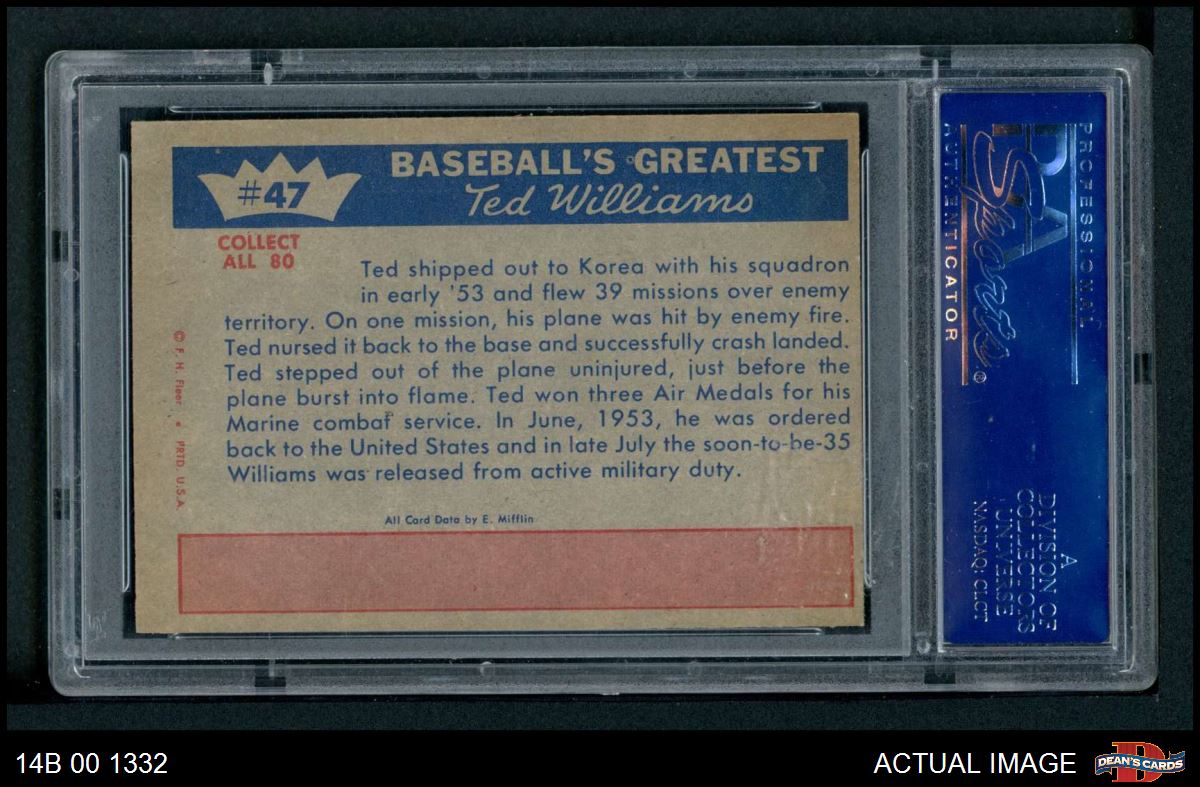 #47
BASEBALL'S GREATEST
Ted Williams
COLLECT
ALL 80
Ted shipped out to Korea with his squadron
in early '53 and flew 39 missions over enemy
territory. On one mission, his plane was hit by enemy fire.
Ted nursed it back to the base and successfully crash landed.
Ted stepped out of the plane uninjured, just before the
plane burst into flame. Ted won three Air Medals for his
Marine combat service. In June, 1953, he was ordered
back to the United States and in late July the soon-to-be-35
Williams was released from active military duty.
All Card Data by E. Mifflin
© F. H. Fleer • PRTD U.S.A.
PSA
PROFESSIONAL
Sports®
AUTHENTICATOR
A
DIVISION OF
COLLECTORS
UNIVERSE
NASDAQ: CLCT
14B 00 1332
ACTUAL IMAGE
D
DEAN'S CARDS